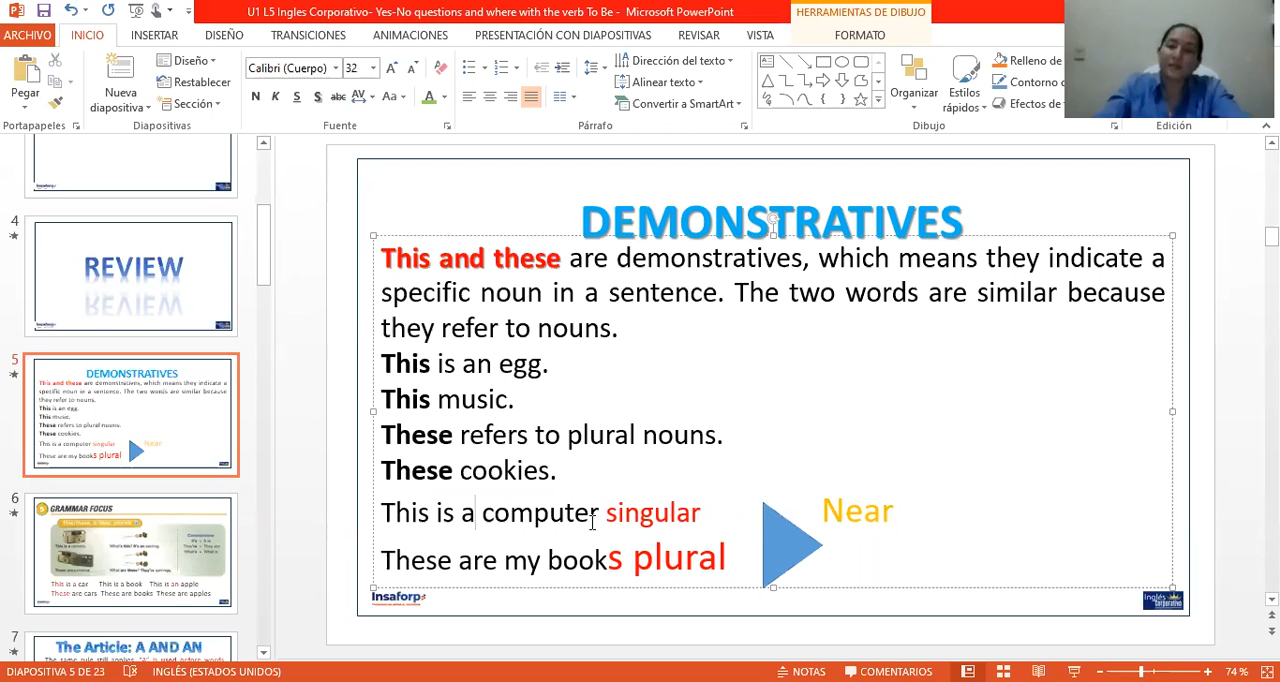 U1 L5 Ingles Corporativo- Yes-No questions and where with the verb To Be - Microsoft PowerPoint
HERRAMIENTAS DE DIBUJO
ARCHIVO INICIO INSERTAR DISEÑO TRANSICIONES ANIMACIONES PRESENTACIÓN CON DIAPOSITIVAS REVISAR VISTA FORMATO
Pegar
Nueva
diapositiva
Diseño
Restablecer
Sección
Calibri (Cuerpo) 32
N K S S abc AV Aa A
Dirección del texto
Alinear texto
Convertir a SmartArt
Organizar
Estilos
rápidos
Relleno de
Contorno
Efectos de
Portapapeles Diapositivas Fuente Párrafo Dibujo Edición
4
REVIEW
5
DEMONSTRATIVES
This and these are demonstratives, which means they indicate a
specific noun in a sentence. The two words are similar because
they refer to nouns.
This is an egg.
This music.
These refers to plural nouns.
These cookies.
This is a computer singular
These are my books plural
Near
6
GRAMMAR FOCUS
This is a car This is a book This is an apple
These are cars These are books These are apples
7
The Article: A AND AN
DEMONSTRATIVES
This and these are demonstratives, which means they indicate a
specific noun in a sentence. The two words are similar because
they refer to nouns.
This is an egg.
This music.
These refers to plural nouns.
These cookies.
This is a computer singular
These are my books plural
Near
Insaforp
Inglés
Corporativo
DIAPOSITIVA 5 DE 23 INGLÉS (ESTADOS UNIDOS) NOTAS COMENTARIOS 74 %